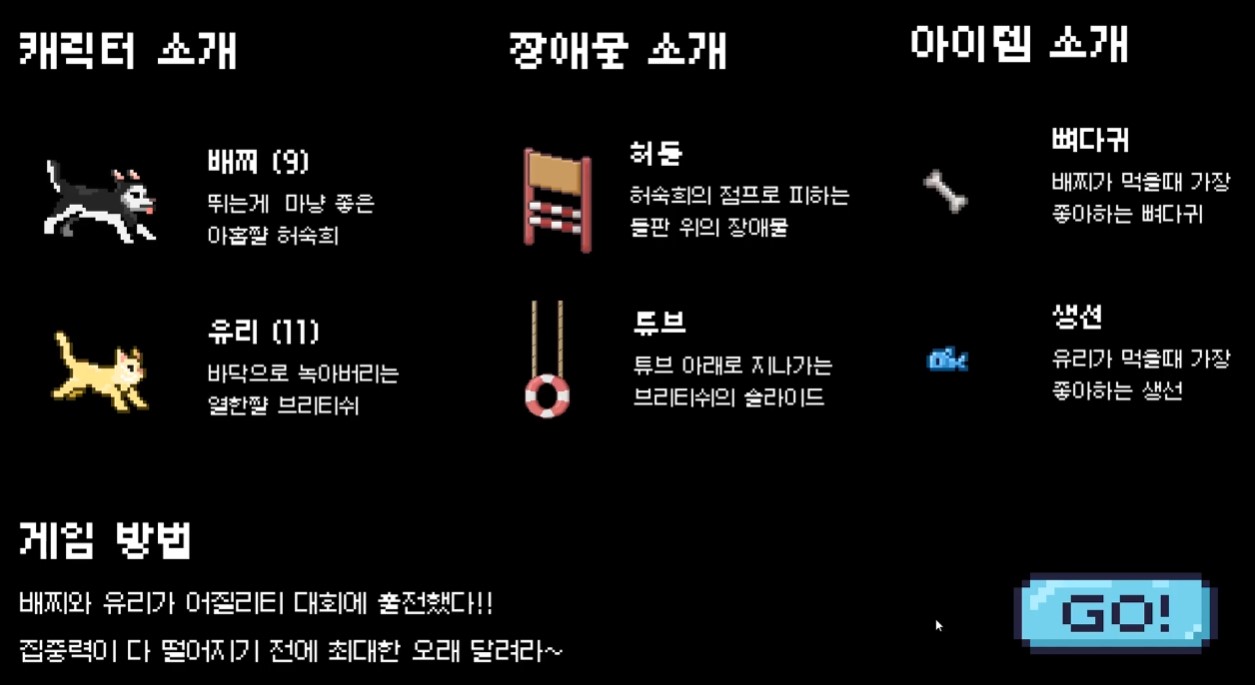 캐릭터 소개
배찌 (9)
뛰는게 마냥 좋은
아홉짤 허숙희
유리 (11)
바닥으로 녹아버리는
열한짤 브리티쉬
장애물 소개
허들
허숙희의 점프로 피하는
들판 위의 장애물
튜브
튜브 아래로 지나가는
브리티쉬의 슬라이드
아이템 소개
뼈다귀
배찌가 먹을때 가장
좋아하는 뼈다귀
생선
유리가 먹을때 가장
좋아하는 생선
게임 방법
배찌와 유리가 어질리티 대회에 출전했다!!
집중력이 다 떨어지기 전에 최대한 오래 달려라~
GO!